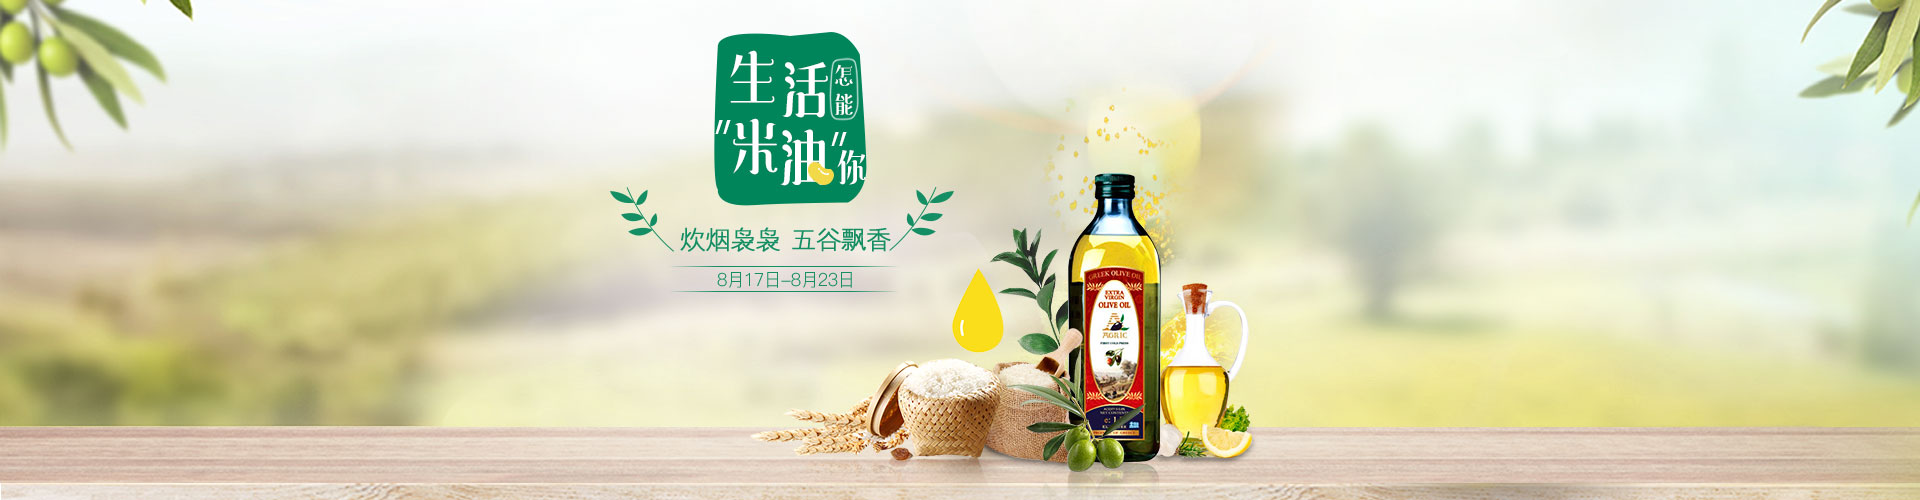 生活怎能
"米油"你
炊烟袅袅 五谷飘香
8月17日-8月23日
GREEK OLIVE OIL
EXTRA
VIRGIN
OLIVE OIL
AGRIC